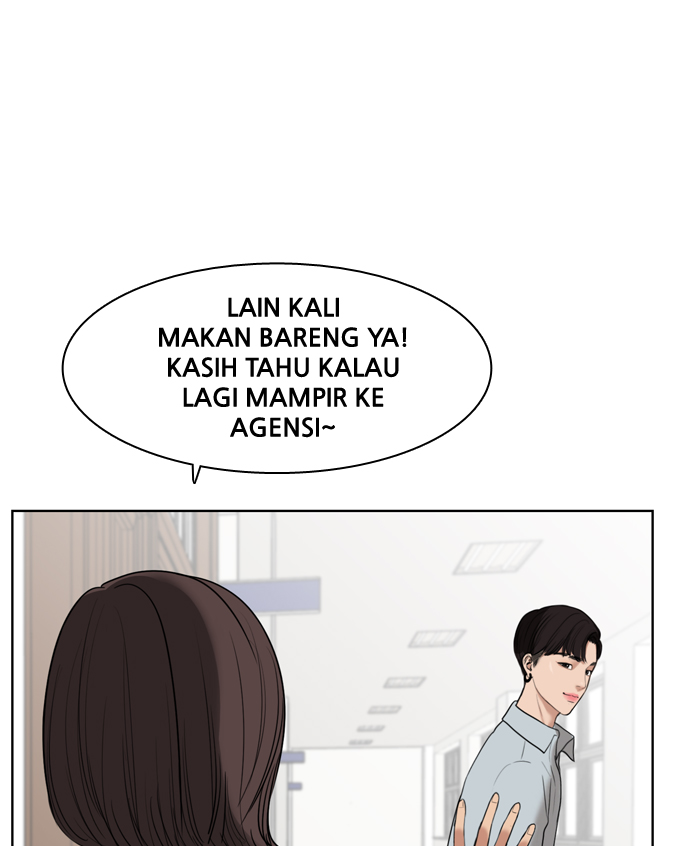 LAIN KALI
MAKAN BARENG YA!
KASIH TAHU KALAU
LAGI MAMPIR KE
AGENSI~